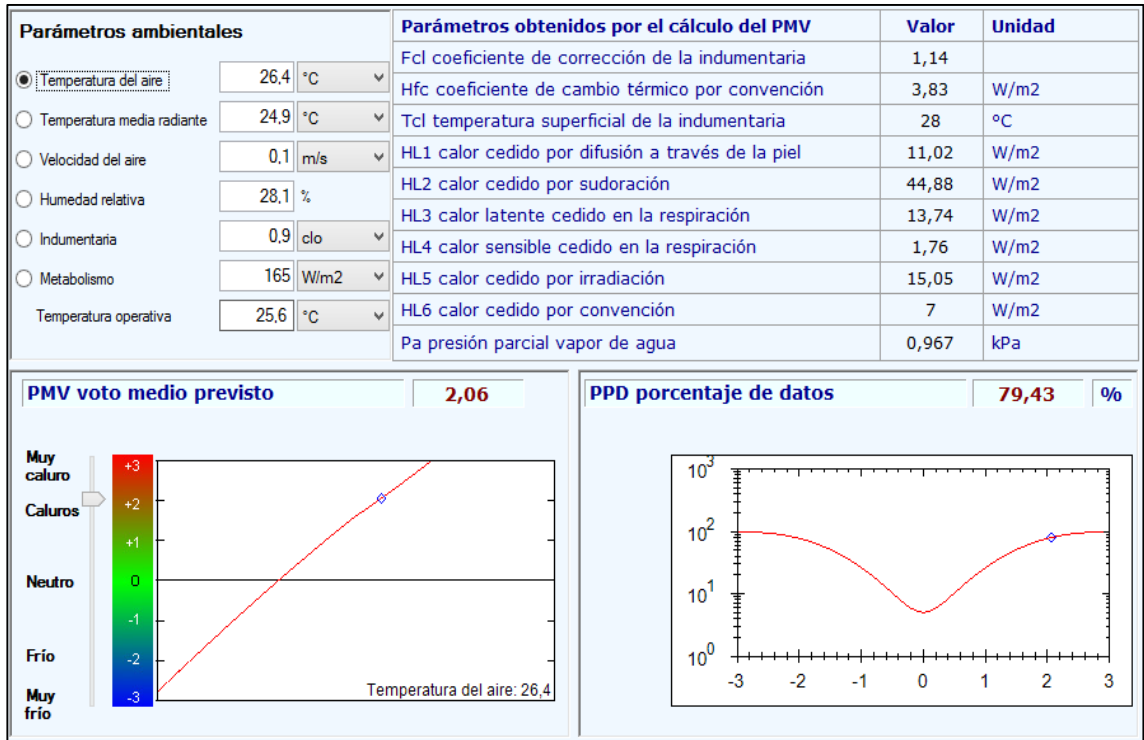 Parámetros ambientales
Temperatura del aire 26,4 °C
Temperatura media radiante 24,9 °C
Velocidad del aire 0,1 m/s
Humedad relativa 28,1 %
Indumentaria 0,9 clo
Metabolismo 165 W/m2
Temperatura operativa 25,6 °C
Parámetros obtenidos por el cálculo del PMV Valor Unidad
Fcl coeficiente de corrección de la indumentaria 1,14
Hfc coeficiente de cambio térmico por convención 3,83 W/m2
Tcl temperatura superficial de la indumentaria 28 °C
HL1 calor cedido por difusión a través de la piel 11,02 W/m2
HL2 calor cedido por sudoración 44,88 W/m2
HL3 calor latente cedido en la respiración 13,74 W/m2
HL4 calor sensible cedido en la respiración 1,76 W/m2
HL5 calor cedido por irradiación 15,05 W/m2
HL6 calor cedido por convención 7 W/m2
Pa presión parcial vapor de agua 0,967 kPa
PMV voto medio previsto 2,06
Muy
caluro
Caluros
Neutro
Frío
Muy
frío
+3
+2
+1
0
-1
-2
-3
Temperatura del aire: 26,4
PPD porcentaje de datos 79,43 %
10^3
10^2
10^1
10^0
-3 -2 -1 0 1 2 3